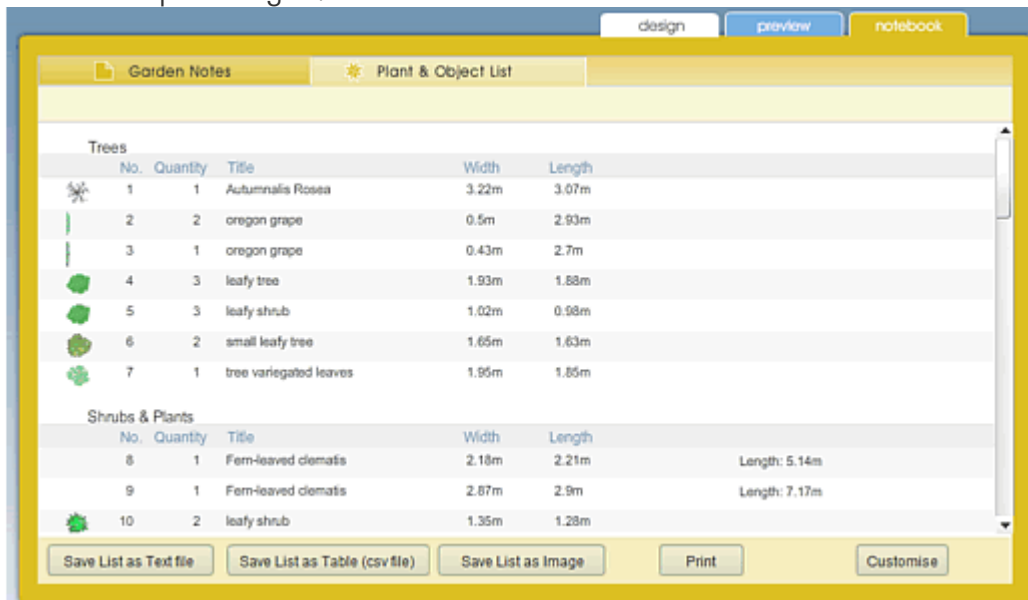 design preview notebook
Garden Notes Plant & Object List
Trees
No. Quantity Title Width Length
1 1 Autumnalis Rosea 3.22m 3.07m
2 2 oregon grape 0.5m 2.93m
3 1 oregon grape 0.43m 2.7m
4 3 leafy tree 1.93m 1.88m
5 3 leafy shrub 1.02m 0.98m
6 2 small leafy tree 1.65m 1.63m
7 1 tree variegated leaves 1.95m 1.85m
Shrubs & Plants
No. Quantity Title Width Length
8 1 Fern-leaved clematis 2.18m 2.21m Length: 5.14m
9 1 Fern-leaved clematis 2.87m 2.9m Length: 7.17m
10 2 leafy shrub 1.35m 1.28m
Save List as Text file Save List as Table (csv file) Save List as Image Print Customise